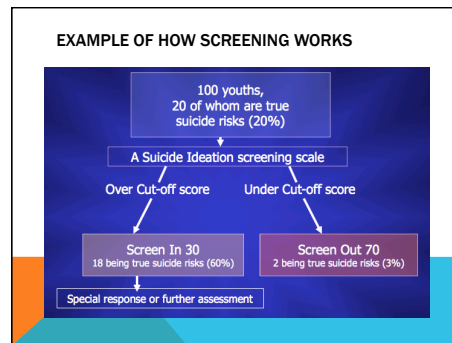 EXAMPLE OF HOW SCREENING WORKS
100 youths,
20 of whom are true
suicide risks (20%)
A Suicide Ideation screening scale
Over Cut-off score
Under Cut-off score
Screen In 30
18 being true suicide risks (60%)
Screen Out 70
2 being true suicide risks (3%)
Special response or further assessment